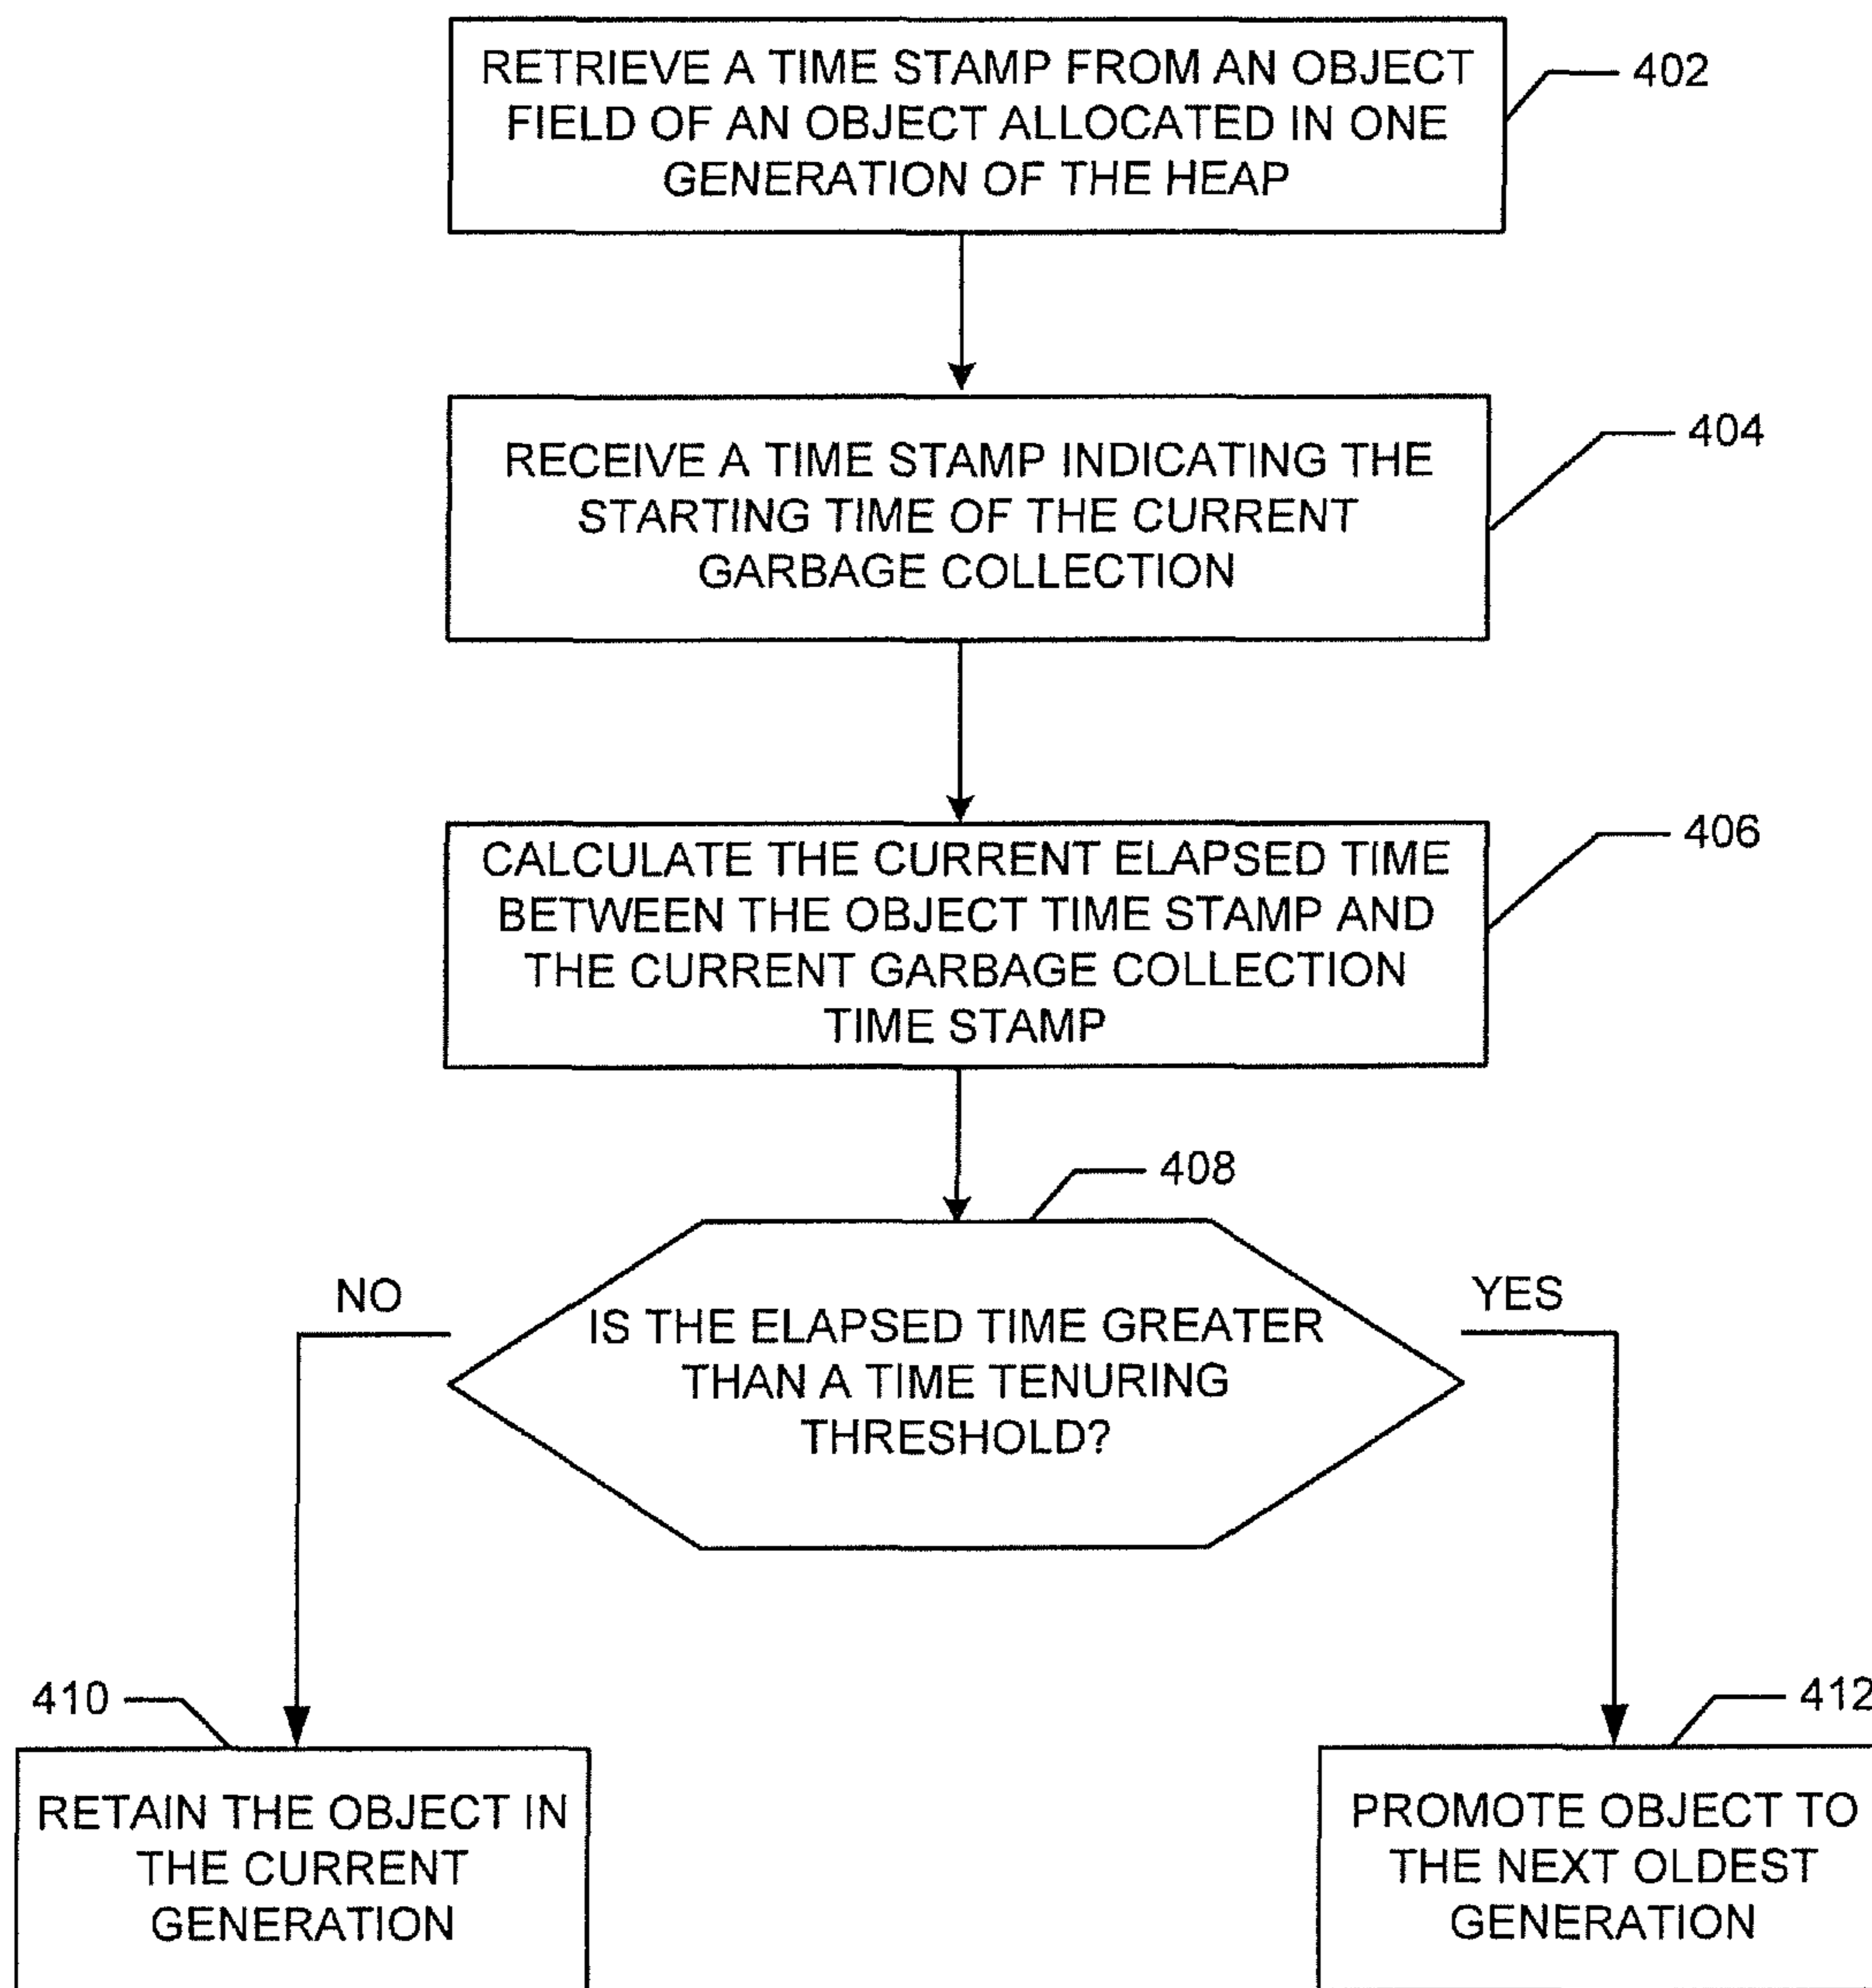 RETRIEVE A TIME STAMP FROM AN OBJECT
FIELD OF AN OBJECT ALLOCATED IN ONE
GENERATION OF THE HEAP
402
RECEIVE A TIME STAMP INDICATING THE
STARTING TIME OF THE CURRENT
GARBAGE COLLECTION
404
CALCULATE THE CURRENT ELAPSED TIME
BETWEEN THE OBJECT TIME STAMP AND
THE CURRENT GARBAGE COLLECTION
TIME STAMP
406
408
IS THE ELAPSED TIME GREATER
THAN A TIME TENURING
THRESHOLD?
NO
YES
410
RETAIN THE OBJECT IN
THE CURRENT
GENERATION
412
PROMOTE OBJECT TO
THE NEXT OLDEST
GENERATION